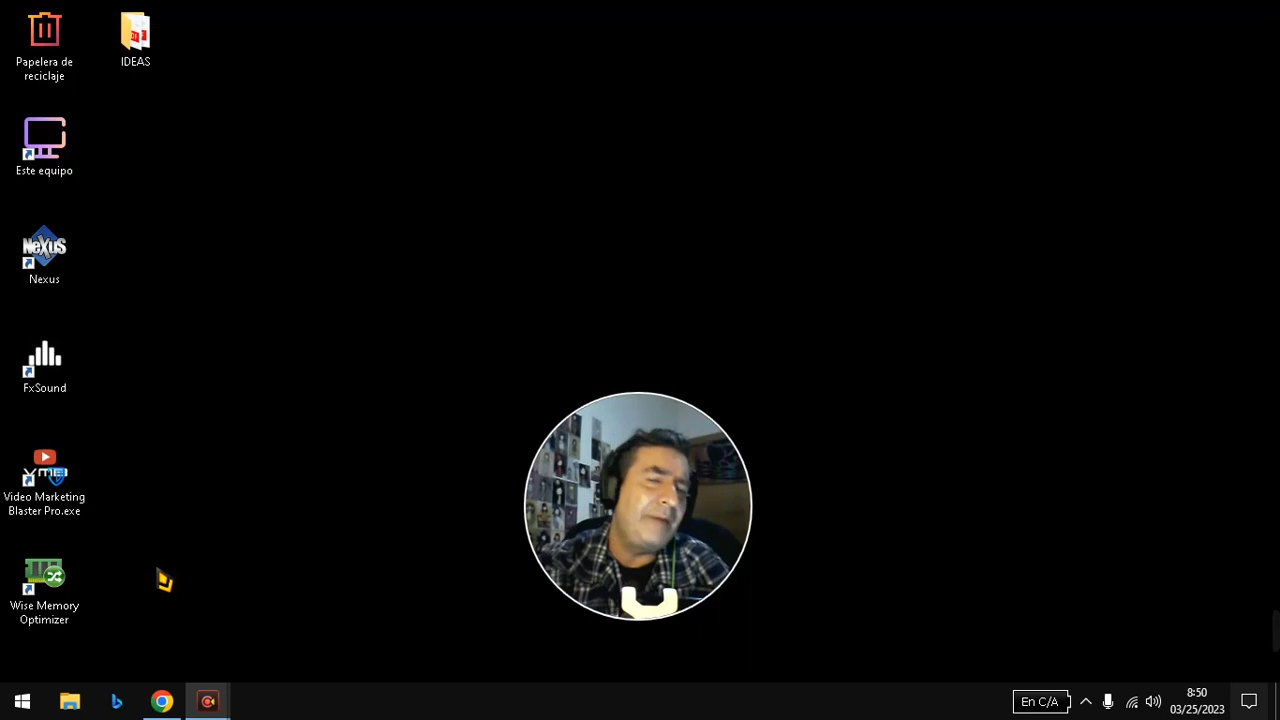 Papelera de
reciclaje
IDEAS
Este equipo
NeXuS
Nexus
FxSound
Video Marketing
Blaster Pro.exe
Wise Memory
Optimizer
En C/A
8:50
03/25/2023